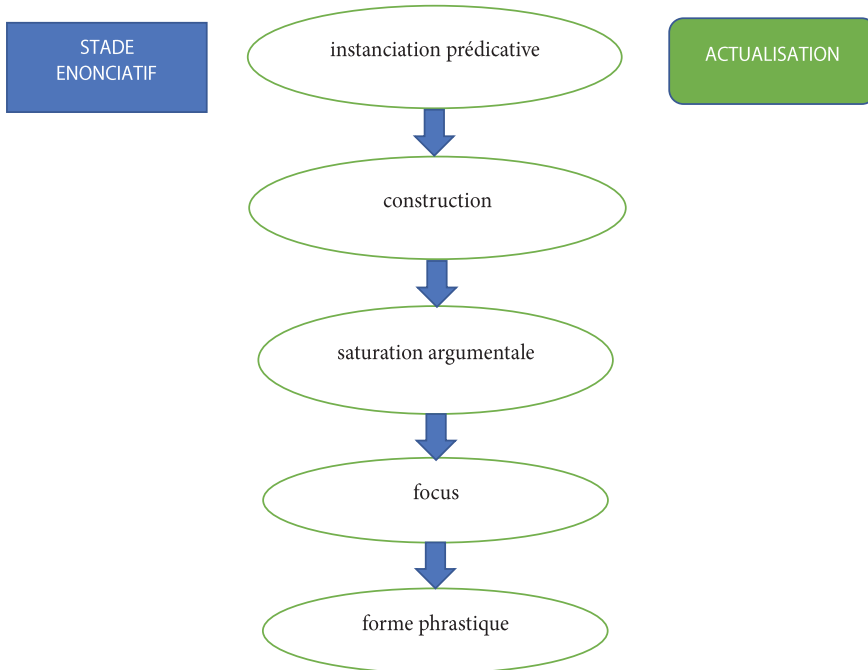 STADE
ENONCIATIF
instanciation prédicative
ACTUALISATION
construction
saturation argumentale
focus
forme phrastique